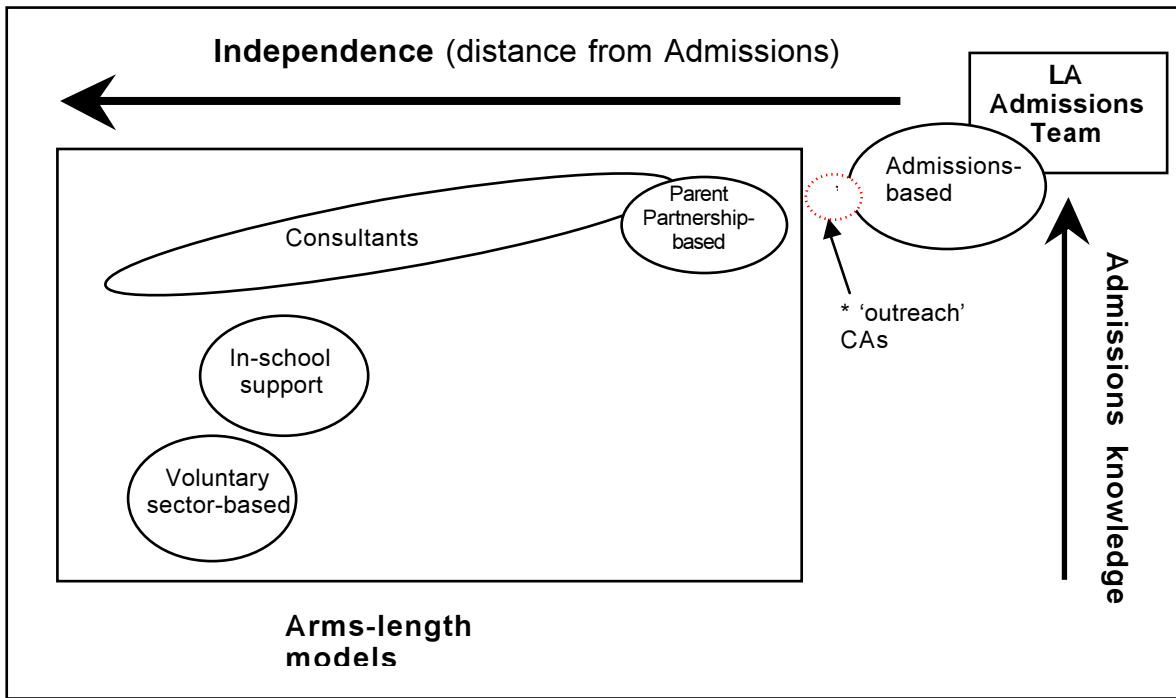 Independence (distance from Admissions)
LA
Admissions
Team
Admissions-
based
Parent
Partnership-
based
Consultants
* ‘outreach’
CAs
In-school
support
Voluntary
sector-based
Admissions knowledge
Arms-length
models